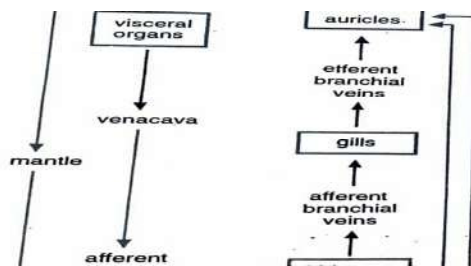 visceral
organs
venacava
mantle
afferent
auricles
efferent
branchial
veins
gills
afferent
branchial
veins